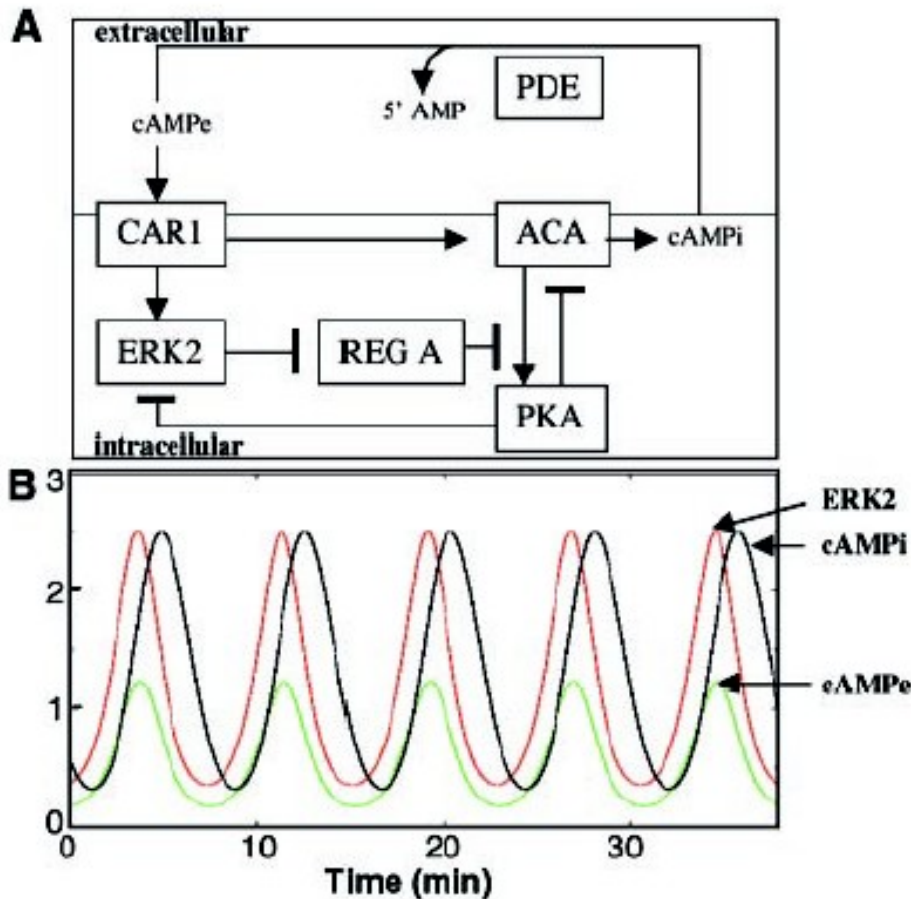 A
extracellular
PDE
5' AMP
cAMPe
CAR1
ACA
cAMPi
ERK2
REG A
PKA
intracellular
B
3
2
1
0
0
10
20
30
Time (min)
ERK2
cAMPi
cAMPe